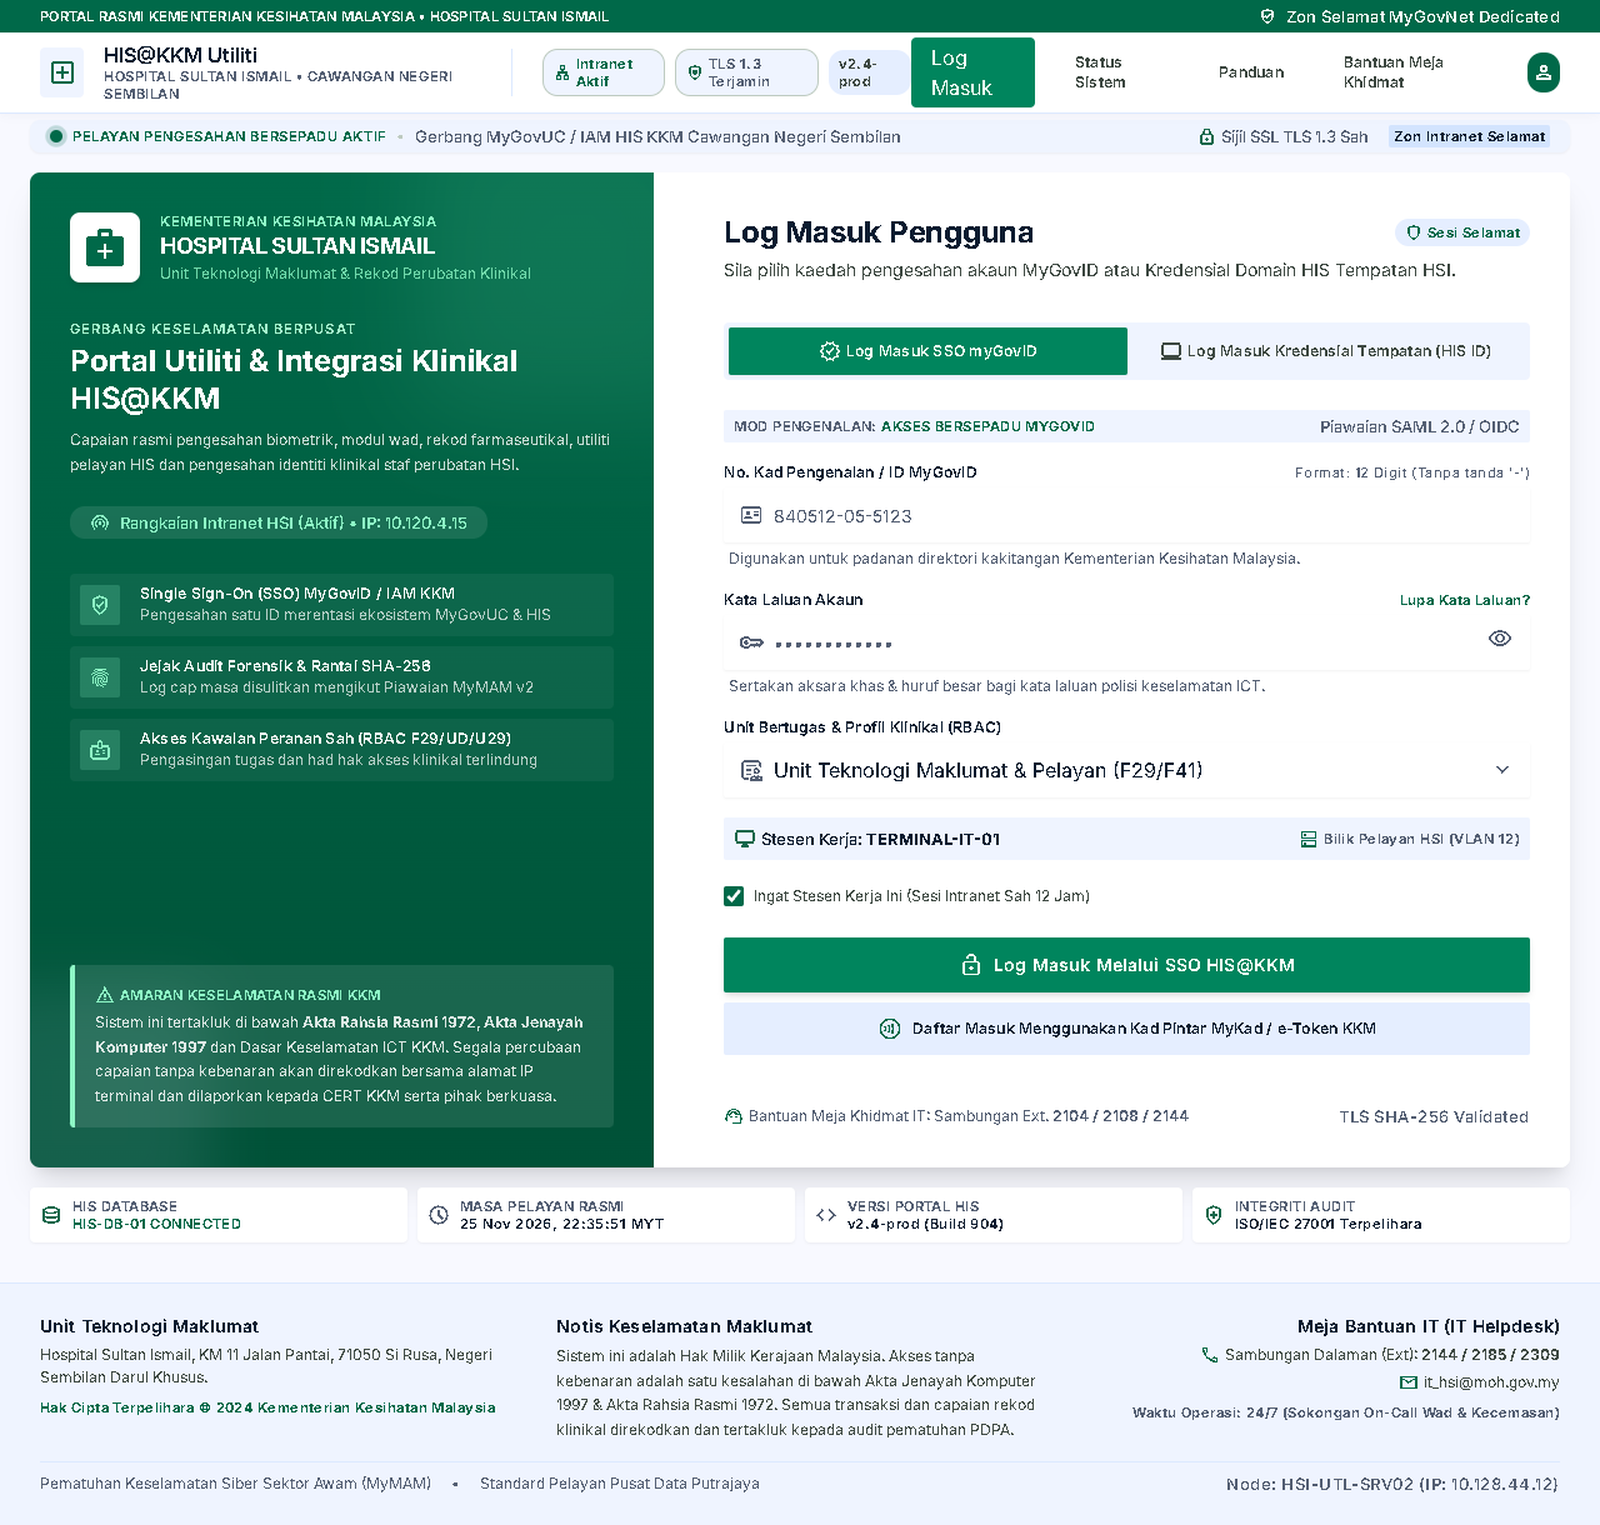 PORTAL RASMI KEMENTERIAN KESIHATAN MALAYSIA • HOSPITAL SULTAN ISMAIL
Zon Selamat MyGovNet Dedicated
HIS@KKM Utiliti
HOSPITAL SULTAN ISMAIL • CAWANGAN NEGERI
SEMBILAN
Intranet
Aktif
TLS 1.3
Terjamin
v2.4-
prod
Log
Masuk
Status
Sistem
Panduan
Bantuan Meja
Khidmat
PELAYAN PENGESAHAN BERSEPADU AKTIF
Gerbang MyGovUC / IAM HIS KKM Cawangan Negeri Sembilan
Sijil SSL TLS 1.3 Sah
Zon Intranet Selamat
KEMENTERIAN KESIHATAN MALAYSIA
HOSPITAL SULTAN ISMAIL
Unit Teknologi Maklumat & Rekod Perubatan Klinikal
GERBANG KESELAMATAN BERPUSAT
Portal Utiliti & Integrasi Klinikal
HIS@KKM
Capaian rasmi pengesahan biometrik, modul wad, rekod farmaseutikal, utiliti
pelayan HIS dan pengesahan identiti klinikal staf perubatan HSI.
Rangkaian Intranet HSI (Aktif) • IP: 10.120.4.15
Single Sign-On (SSO) MyGovID / IAM KKM
Pengesahan satu ID merentasi ekosistem MyGovUC & HIS
Jejak Audit Forensik & Rantai SHA-256
Log cap masa disulitkan mengikut Piawaian MyMAM v2
Akses Kawalan Peranan Sah (RBAC F29/UD/U29)
Pengasingan tugas dan had hak akses klinikal terlindung
AMARAN KESELAMATAN RASMI KKM
Sistem ini tertakluk di bawah Akta Rahsia Rasmi 1972, Akta Jenayah
Komputer 1997 dan Dasar Keselamatan ICT KKM. Segala percubaan
capaian tanpa kebenaran akan direkodkan bersama alamat IP
terminal dan dilaporkan kepada CERT KKM serta pihak berkuasa.
Log Masuk Pengguna
Sesi Selamat
Sila pilih kaedah pengesahan akaun MyGovID atau Kredensial Domain HIS Tempatan HSI.
Log Masuk SSO myGovID
Log Masuk Kredensial Tempatan (HIS ID)
MOD PENGENALAN: AKSES BERSEPADU MYGOVID
Piawaian SAML 2.0 / OIDC
No. Kad Pengenalan / ID MyGovID
Format: 12 Digit (Tanpa tanda '-')
840512-05-5123
Digunakan untuk padanan direktori kakitangan Kementerian Kesihatan Malaysia.
Kata Laluan Akaun
Lupa Kata Laluan?
••••••••••••
Sertakan aksara khas & huruf besar bagi kata laluan polisi keselamatan ICT.
Unit Bertugas & Profil Klinikal (RBAC)
Unit Teknologi Maklumat & Pelayan (F29/F41)
Stesen Kerja: TERMINAL-IT-01
Bilik Pelayan HSI (VLAN 12)
Ingat Stesen Kerja Ini (Sesi Intranet Sah 12 Jam)
Log Masuk Melalui SSO HIS@KKM
Daftar Masuk Menggunakan Kad Pintar MyKad / e-Token KKM
Bantuan Meja Khidmat IT: Sambungan Ext. 2104 / 2108 / 2144
TLS SHA-256 Validated
HIS DATABASE
HIS-DB-01 CONNECTED
MASA PELAYAN RASMI
25 Nov 2026, 22:35:51 MYT
VERSI PORTAL HIS
v2.4-prod (Build 904)
INTEGRITI AUDIT
ISO/IEC 27001 Terpelihara
Unit Teknologi Maklumat
Hospital Sultan Ismail, KM 11 Jalan Pantai, 71050 Si Rusa, Negeri
Sembilan Darul Khusus.
Hak Cipta Terpelihara © 2024 Kementerian Kesihatan Malaysia
Notis Keselamatan Maklumat
Sistem ini adalah Hak Milik Kerajaan Malaysia. Akses tanpa
kebenaran adalah satu kesalahan di bawah Akta Jenayah Komputer
1997 & Akta Rahsia Rasmi 1972. Semua transaksi dan capaian rekod
klinikal direkodkan dan tertakluk kepada audit pematuhan PDPA.
Meja Bantuan IT (IT Helpdesk)
Sambungan Dalaman (Ext): 2144 / 2185 / 2309
it_hsi@moh.gov.my
Waktu Operasi: 24/7 (Sokongan On-Call Wad & Kecemasan)
Pematuhan Keselamatan Siber Sektor Awam (MyMAM) • Standard Pelayan Pusat Data Putrajaya
Node: HSI-UTL-SRV02 (IP: 10.128.44.12)